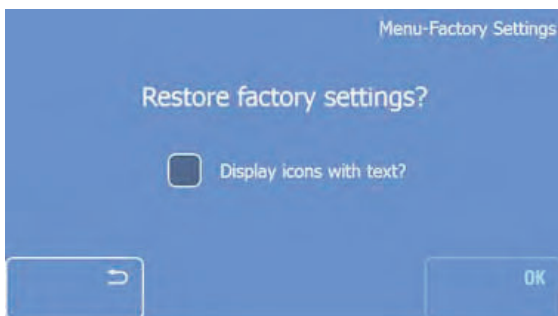 Menu-Factory Settings
Restore factory settings?
Display icons with text?
OK